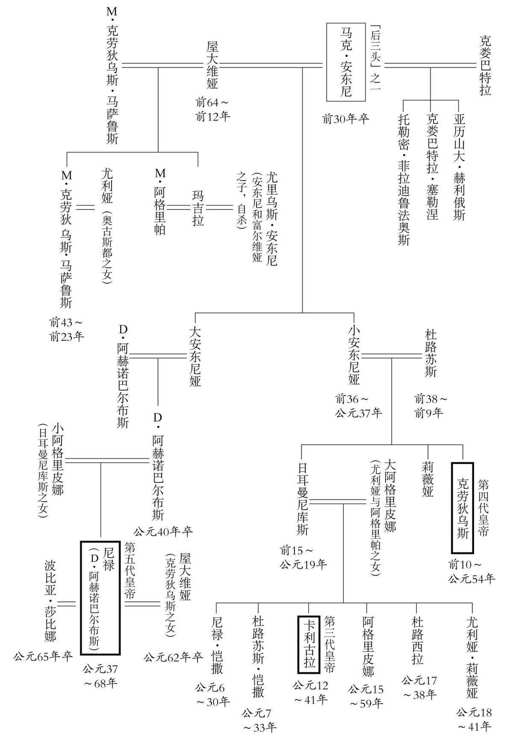 M·克劳狄乌斯·马萨鲁斯
屋大维娅
前64～
前12年
马克·安东尼
「后三头」之一
前30年卒
克娄巴特拉
M·克劳狄乌斯·马萨鲁斯
前43～
前23年
尤利娅
(奥古斯都之女)
M·阿格里帕
玛吉拉
尤里乌斯·安东尼
(安东尼和富尔维娅
之子,自杀)
托勒密·菲拉迪鲁法奥斯
克娄巴特拉·塞勒涅
亚历山大·赫利俄斯
D·阿赫诺巴尔布斯
大安东尼娅
小安东尼娅
前36～
公元37年
杜路苏斯
前38～
前9年
小阿格里皮娜
(日耳曼尼库斯之女)
D·阿赫诺巴尔布斯
公元40年卒
日耳曼尼库斯
前15～
公元19年
大阿格里皮娜
(尤利娅与阿格里帕之女)
莉薇娅
克劳狄乌斯
第四代皇帝
前10～
公元54年
波比亚·莎比娜
公元65年卒
尼禄
(D·阿赫诺巴尔布斯)
第五代皇帝
公元37
～68年
屋大维娅
(克劳狄乌斯之女)
公元62年卒
尼禄·恺撒
公元6
～30年
杜路苏斯·恺撒
公元7
～33年
卡利古拉
第三代皇帝
公元12
～41年
阿格里皮娜
公元15
～59年
杜路西拉
公元17
～38年
尤利娅·莉薇娅
公元18
～41年